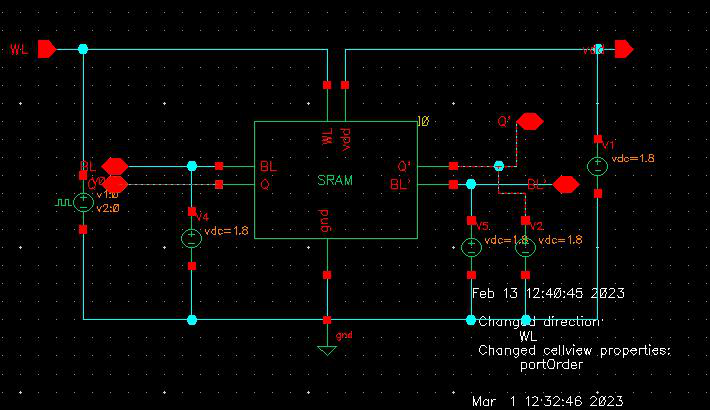 WL
vdd
I0
WL
vdd
Q'
V1
vdc=1.8
BL
BL
Q'
V0
Q
Q
SRAM
BL'
BL'
v1:0
v2:0
V4
vdc=1.8
gnd
V5
vdc=1.8
V2
vdc=1.8
Feb 13 12:40:45 2023
Changed direction:
WL
gnd
Changed cellview properties:
portOrder
Mar 1 12:32:46 2023